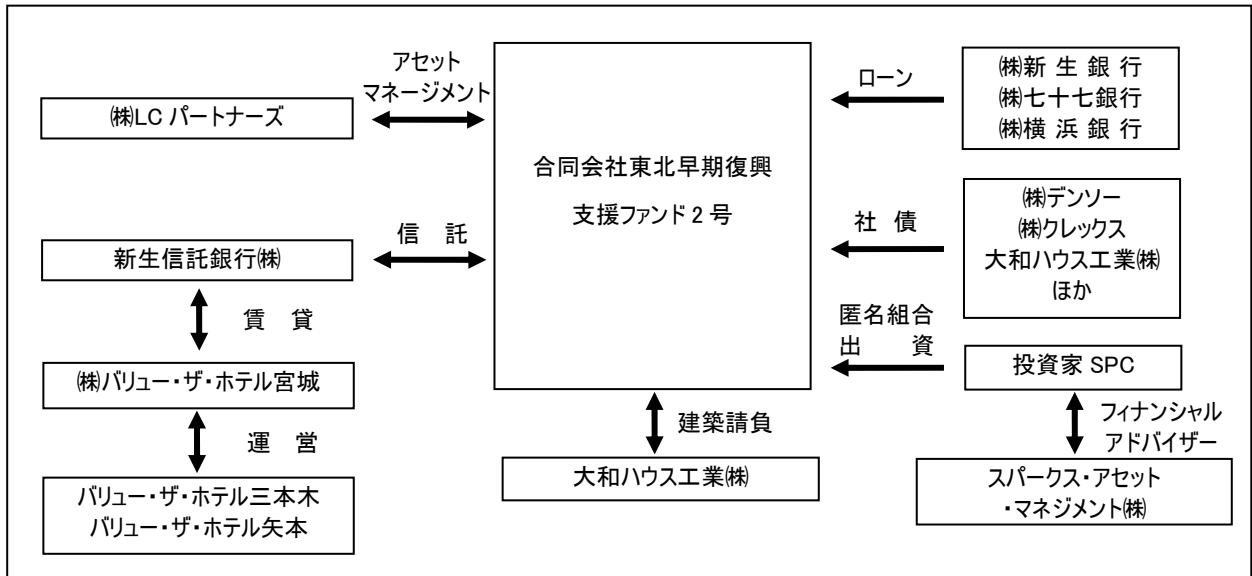 アセット
マネージメント
㈱LC パートナーズ
信　託
新生信託銀行㈱
賃　貸
㈱バリュー・ザ・ホテル宮城
運　営
バリュー・ザ・ホテル三本木
バリュー・ザ・ホテル矢本
合同会社東北早期復興
支援ファンド 2 号
建築請負
大和ハウス工業㈱
ローン
㈱新 生 銀 行
㈱七十七銀行
㈱横 浜 銀 行
社　債
㈱デンソー
㈱クレックス
大和ハウス工業㈱
ほか
匿名組合
出　　資
投資家 SPC
フィナンシャル
アドバイザー
スパークス・アセット
・マネジメント㈱